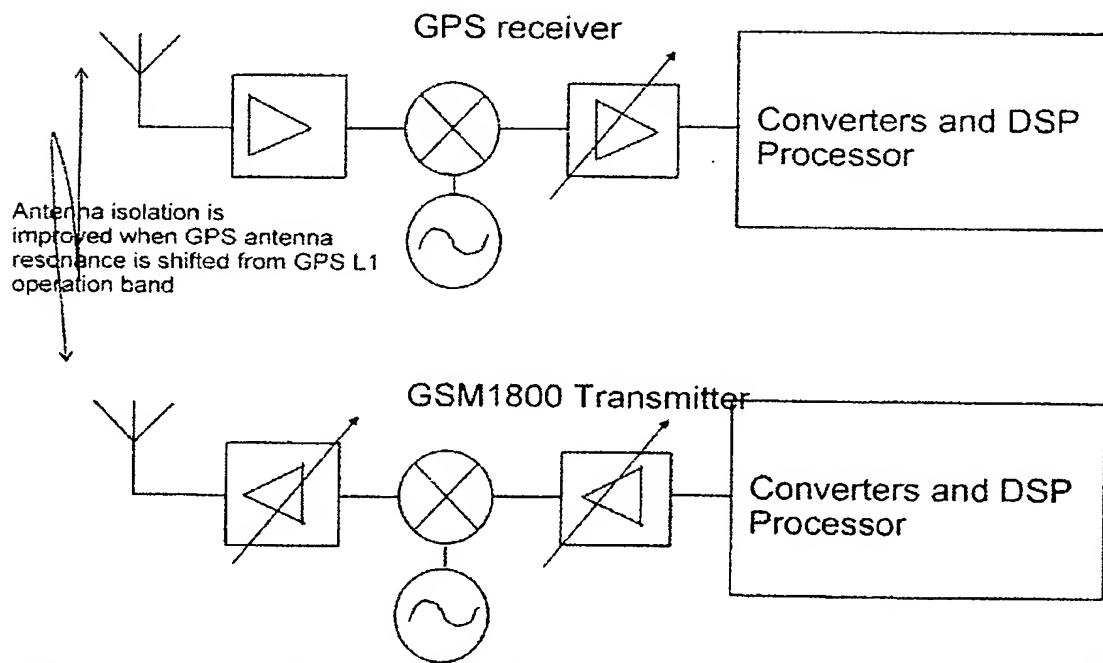 GPS receiver
Converters and DSP
Processor
Antenna isolation is
improved when GPS antenna
resonance is shifted from GPS L1
operation band
GSM1800 Transmitter
Converters and DSP
Processor